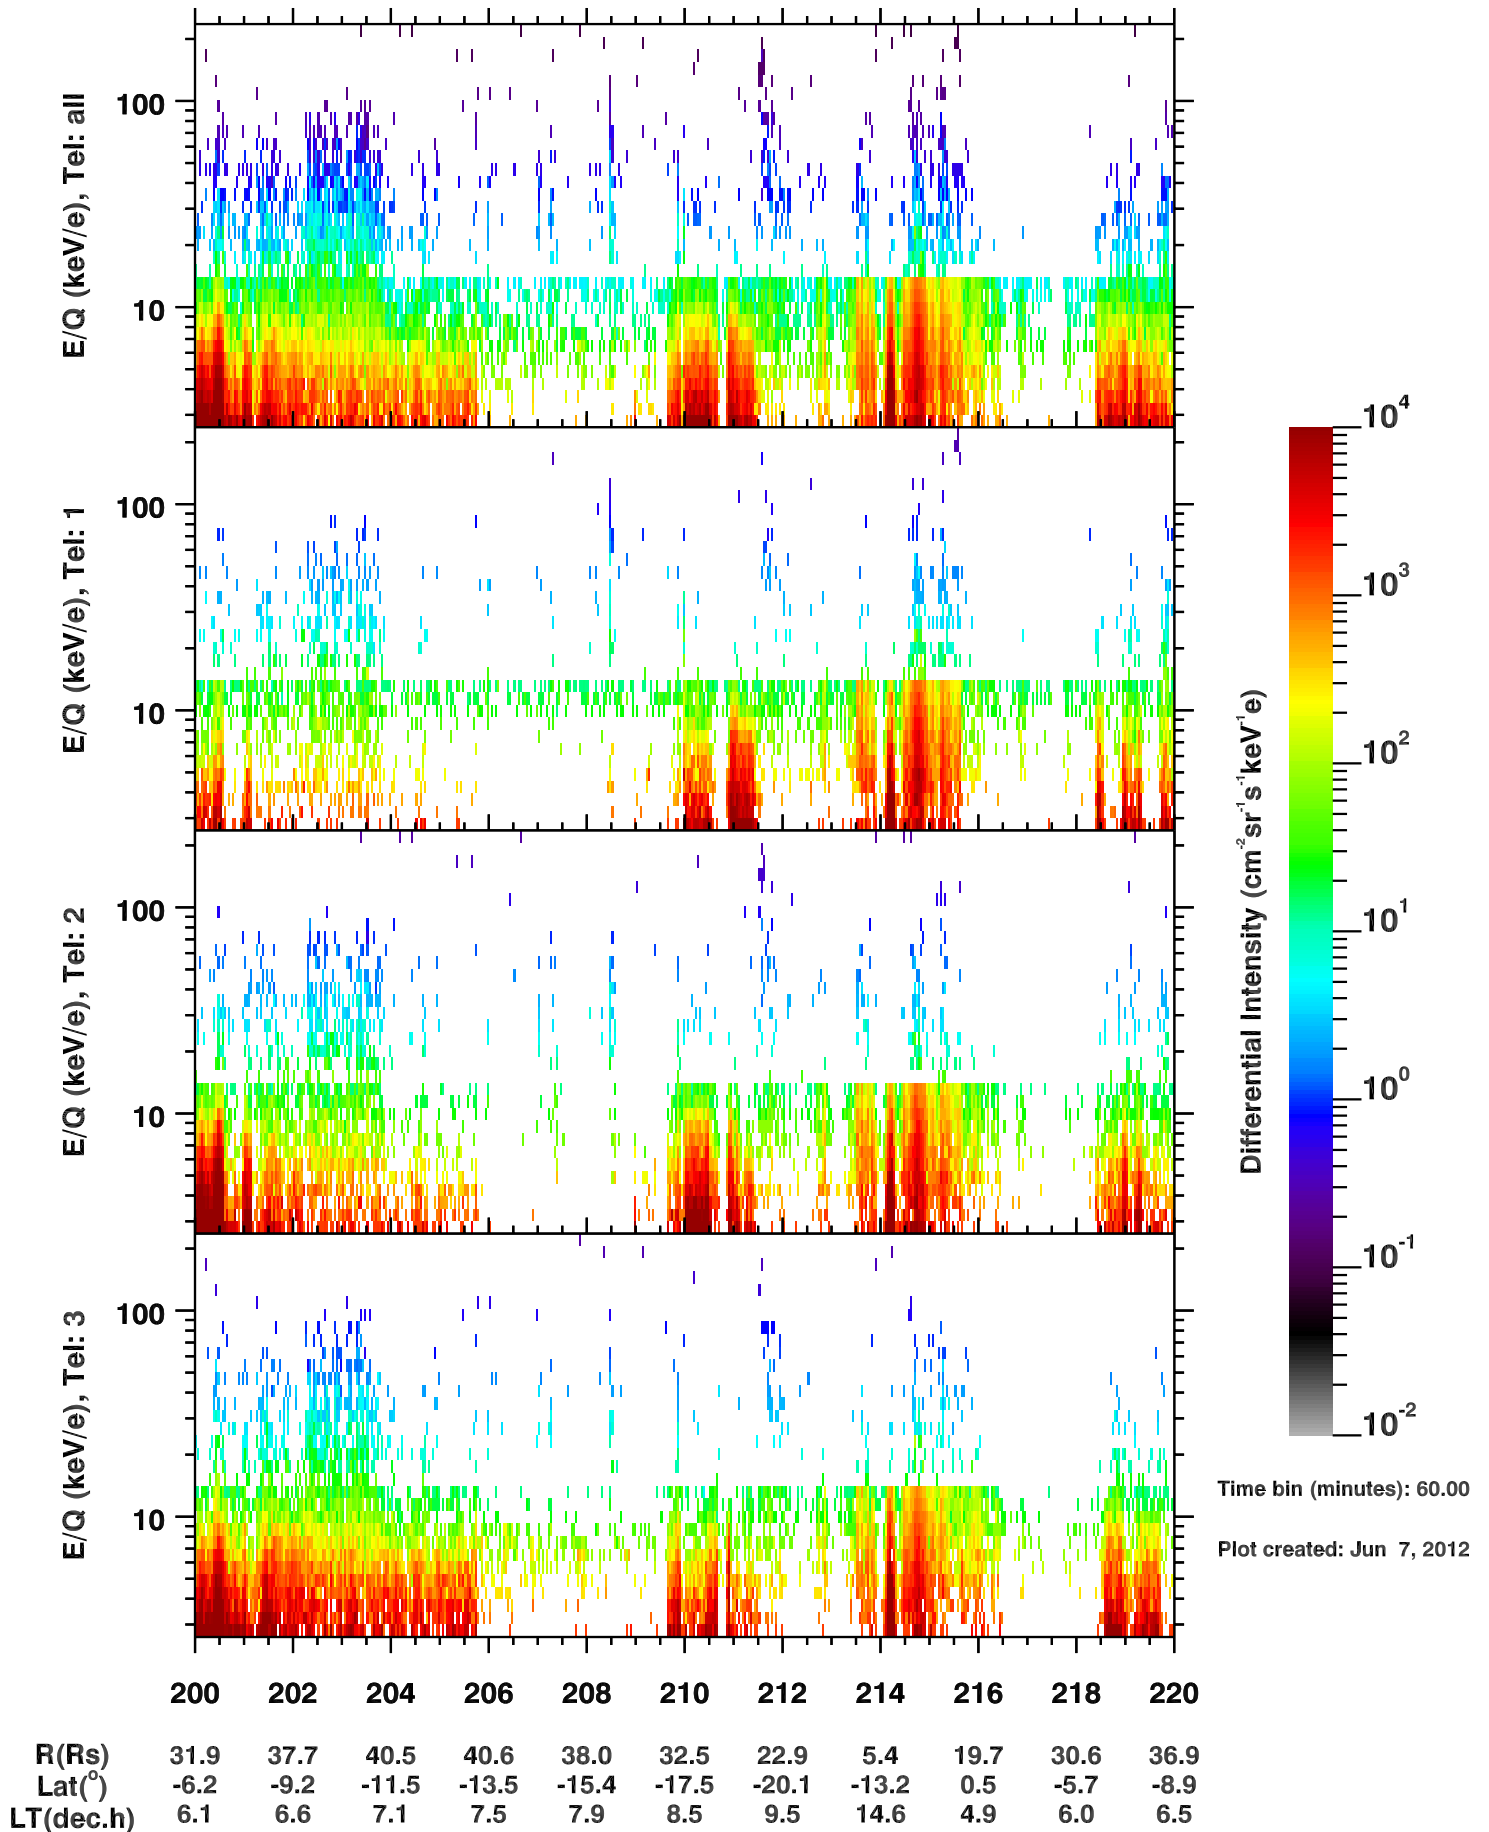 100
10
E/Q (keV/e), Tel: all
100
10
E/Q (keV/e), Tel: 1
100
10
E/Q (keV/e), Tel: 2
100
10
E/Q (keV/e), Tel: 3
10^4
10^3
10^2
10^1
10^0
10^-1
10^-2
Differential Intensity (cm^-2sr^-1s^-1keV^-1e)
Time bin (minutes): 60.00
Plot created: Jun 7, 2012
200 202 204 206 208 210 212 214 216 218 220
R(Rs) 31.9 37.7 40.5 40.6 38.0 32.5 22.9 5.4 19.7 30.6 36.9
Lat(°) -6.2 -9.2 -11.5 -13.5 -15.4 -17.5 -20.1 -13.2 0.5 -5.7 -8.9
LT(dec.h) 6.1 6.6 7.1 7.5 7.9 8.5 9.5 14.6 4.9 6.0 6.5